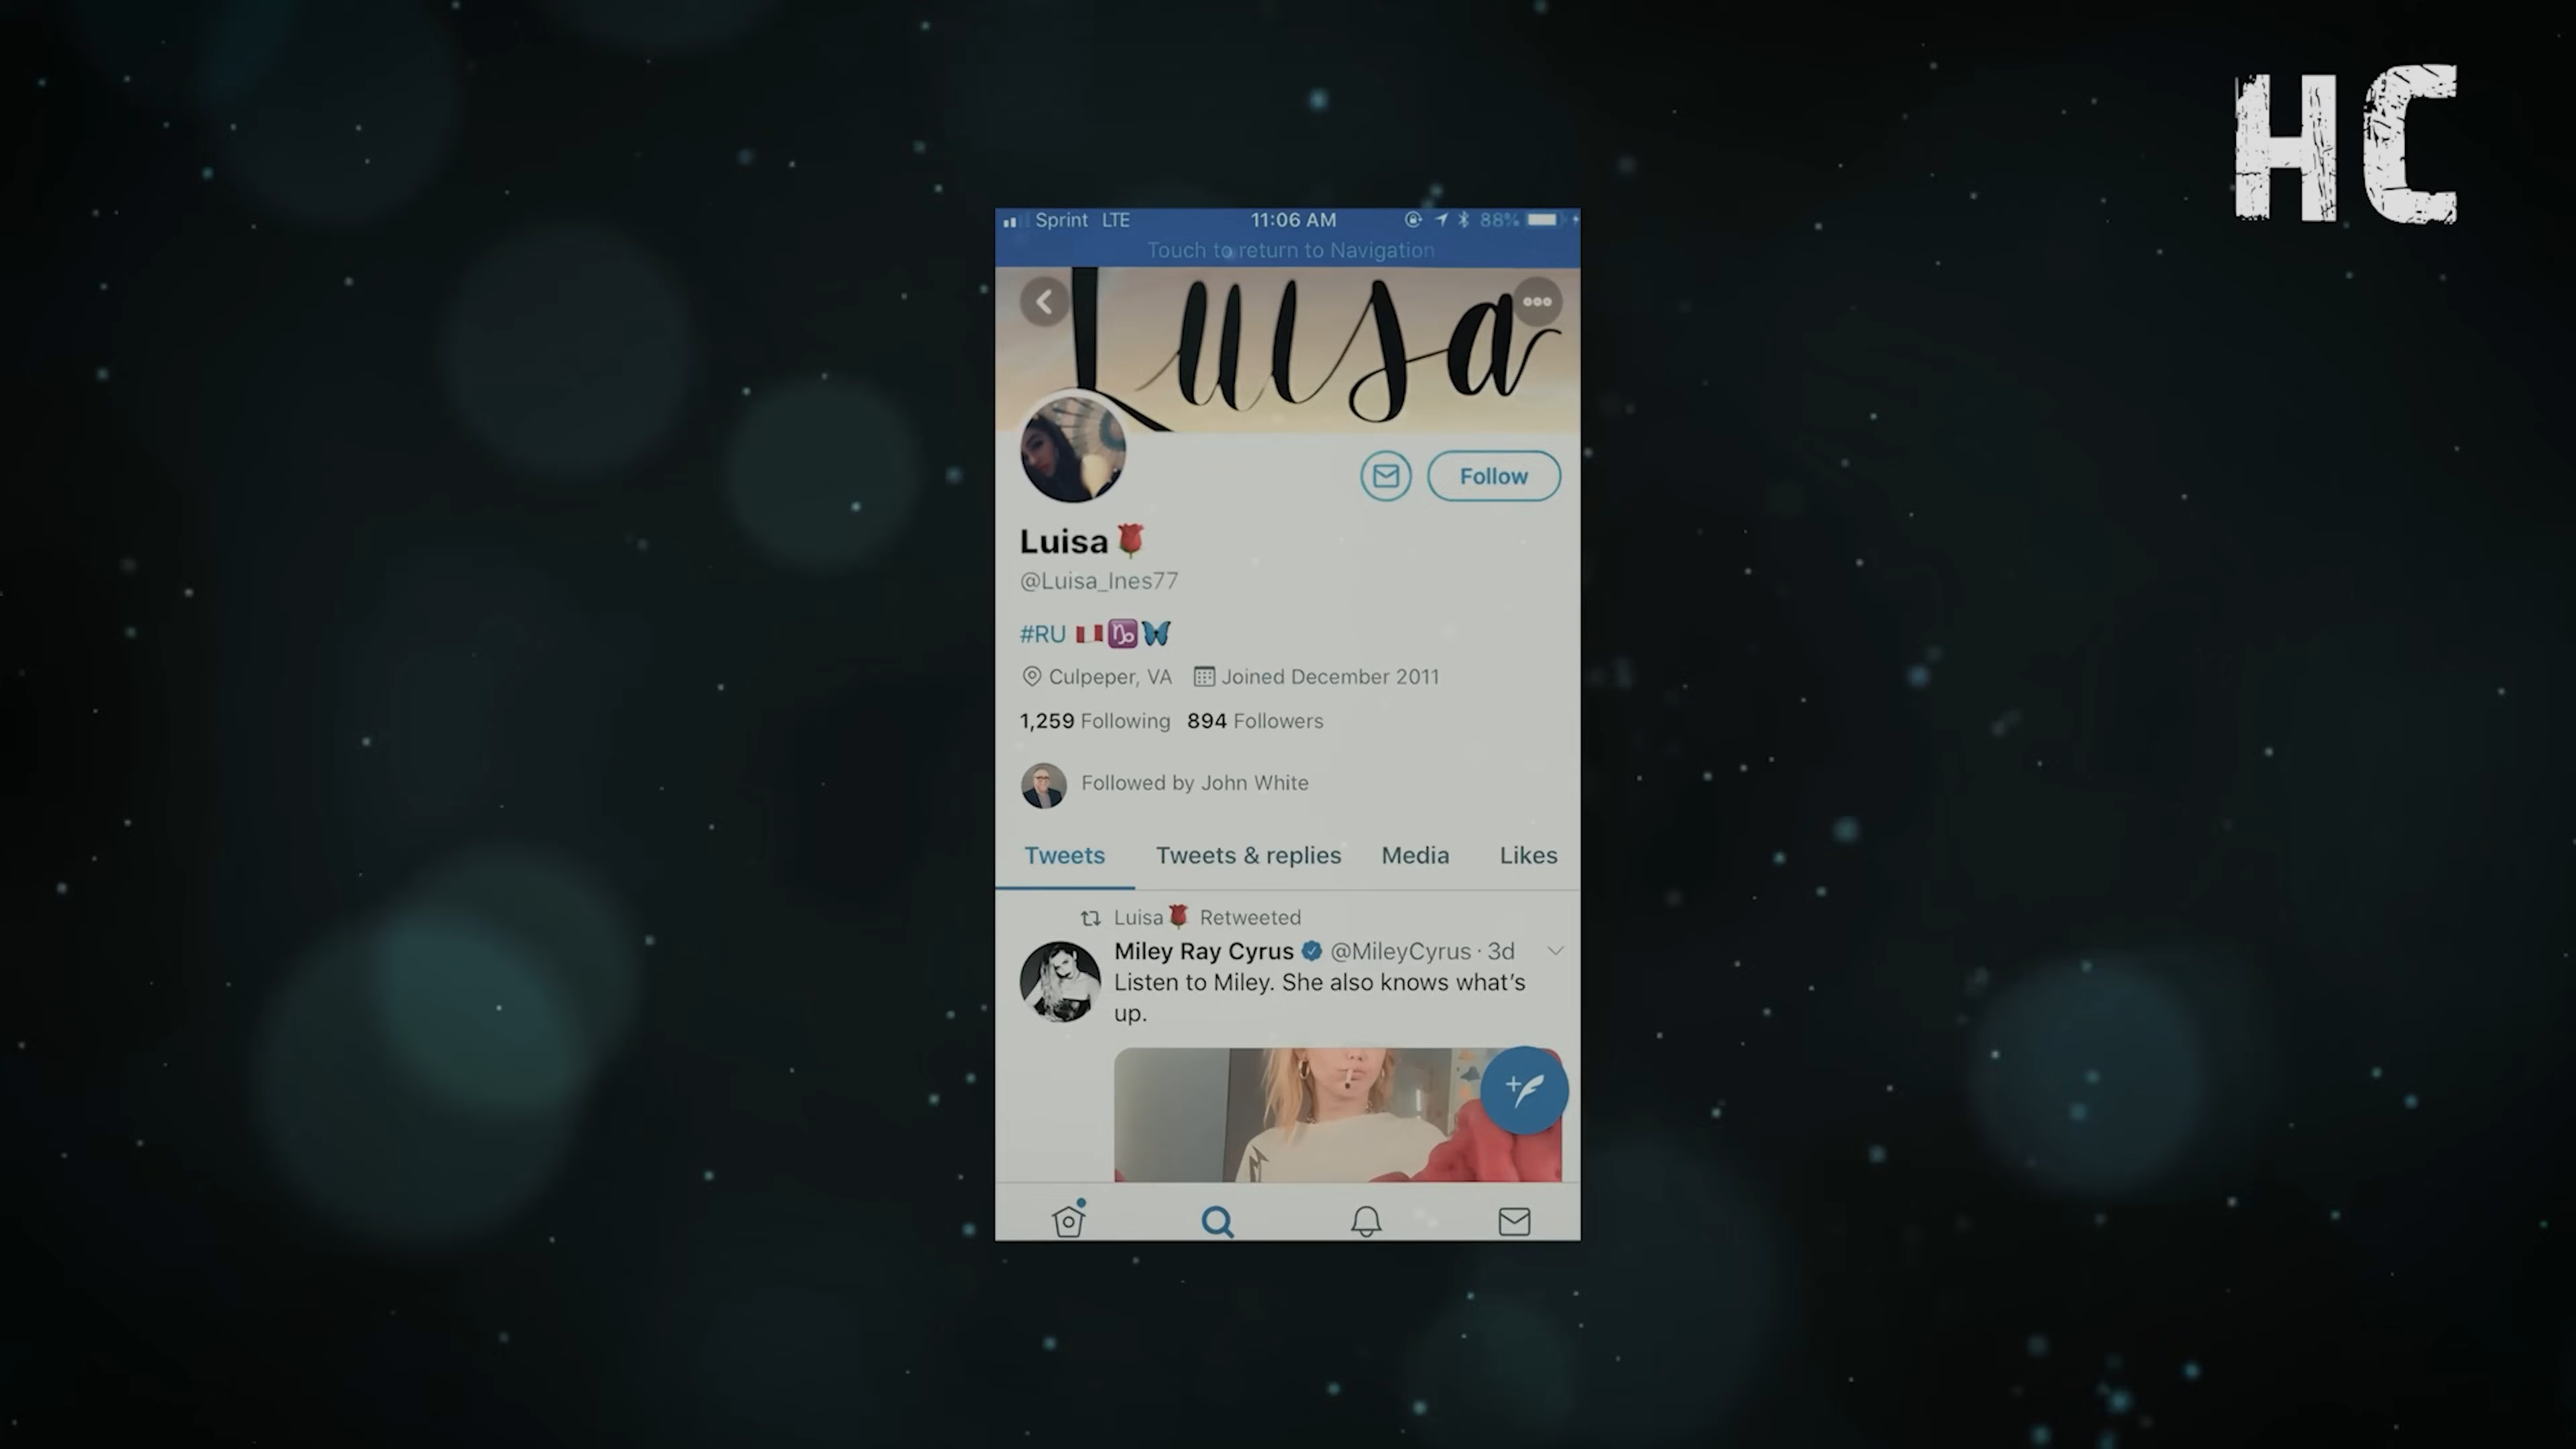 HC
Sprint LTE 11:06 AM 88%
Touch to return to Navigation
Luisa
Follow
Luisa
@Luisa_Ines77
#RU
Culpeper, VA Joined December 2011
1,259 Following 894 Followers
Followed by John White
Tweets Tweets & replies Media Likes
Luisa Retweeted
Miley Ray Cyrus @MileyCyrus · 3d
Listen to Miley. She also knows what's
up.